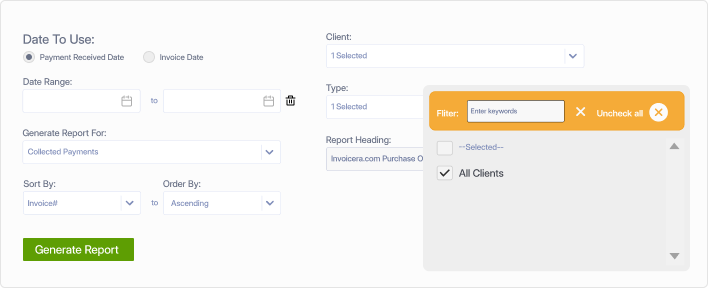 Date To Use:
Payment Received Date
Invoice Date
Date Range:
to
Generate Report For:
Collected Payments
Sort By:
Order By:
Invoice#
to
Ascending
Generate Report
Client:
1 Selected
Type:
1 Selected
Report Heading:
Invoicera.com Purchase O
Filter:
Enter keywords
Uncheck all
--Selected--
All Clients